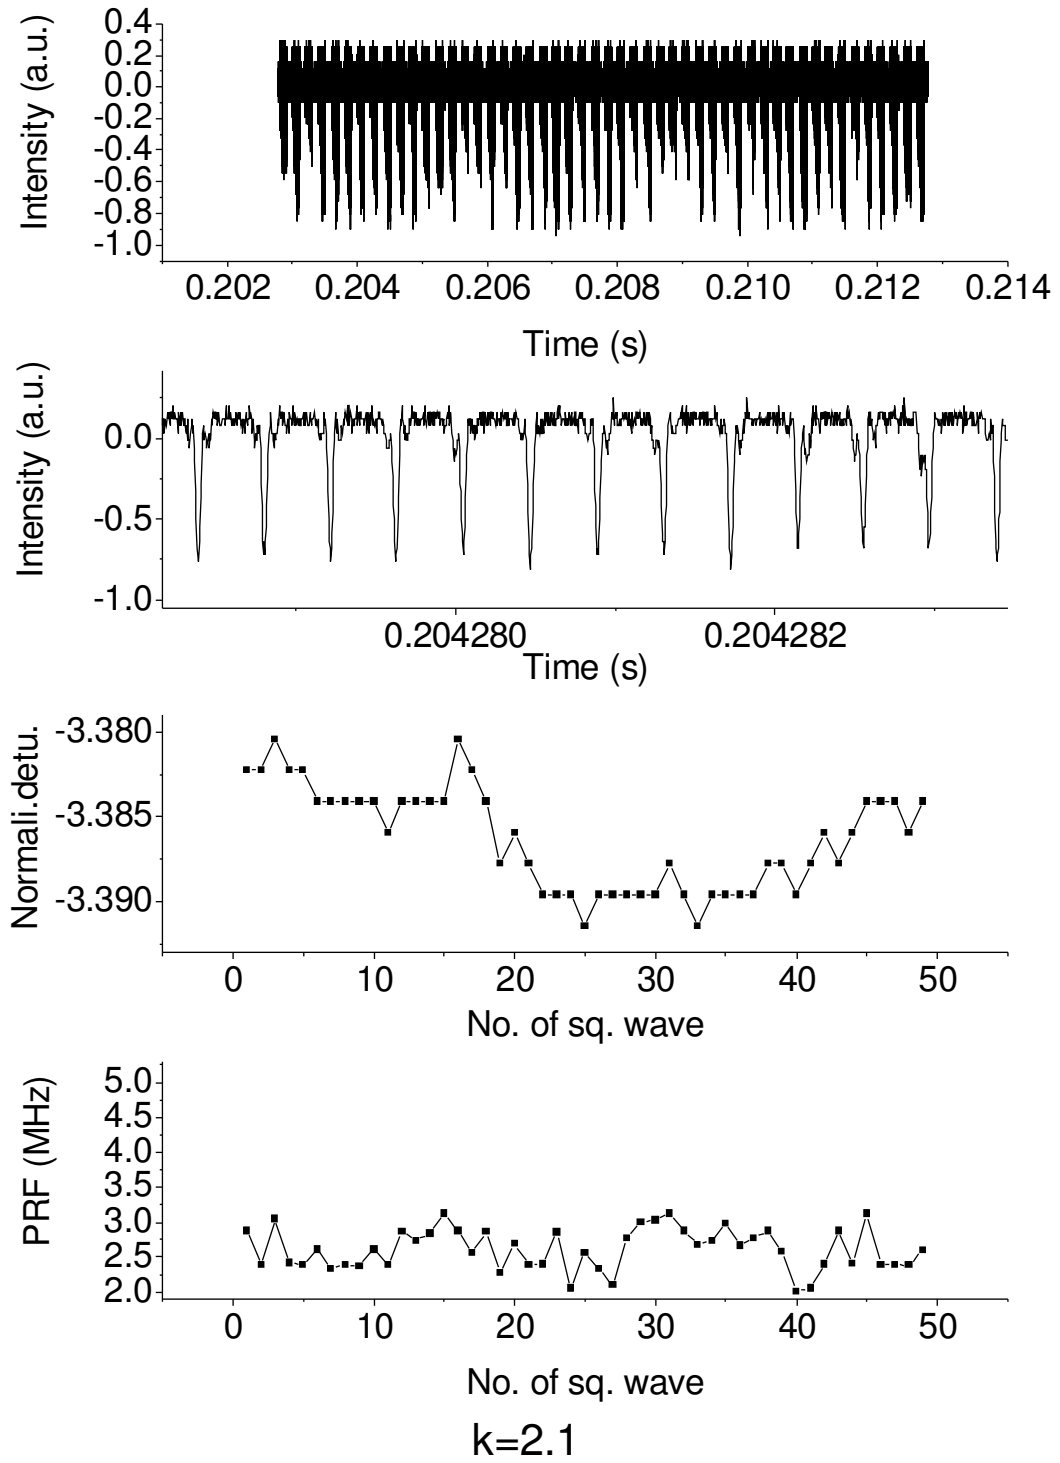 Intensity (a.u.)
0.4
0.2
0.0
-0.2
-0.4
-0.6
-0.8
-1.0
0.202 0.204 0.206 0.208 0.210 0.212 0.214
Time (s)
Intensity (a.u.)
0.0
-0.5
-1.0
0.204280 0.204282
Time (s)
Normali.detu.
-3.380
-3.385
-3.390
0 10 20 30 40 50
No. of sq. wave
PRF (MHz)
5.0
4.5
4.0
3.5
3.0
2.5
2.0
0 10 20 30 40 50
No. of sq. wave
k=2.1